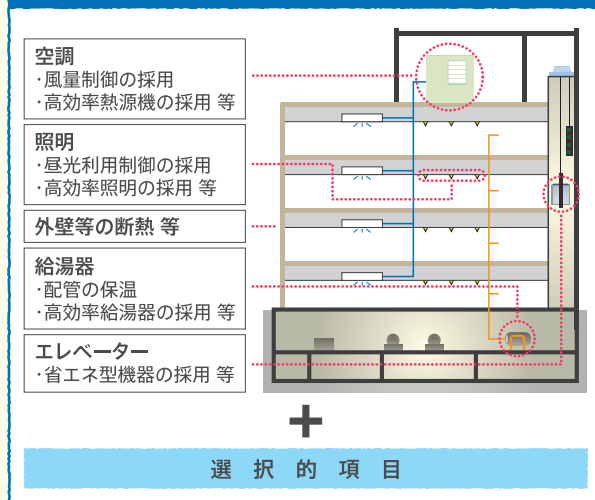 空調
･風量制御の採用
･高効率熱源機の採用 等
照明
･昼光利用制御の採用
･高効率照明の採用 等
外壁等の断熱 等
給湯器
･配管の保温
･高効率給湯器の採用 等
エレベーター
･省エネ型機器の採用 等
+
選 択 的 項 目